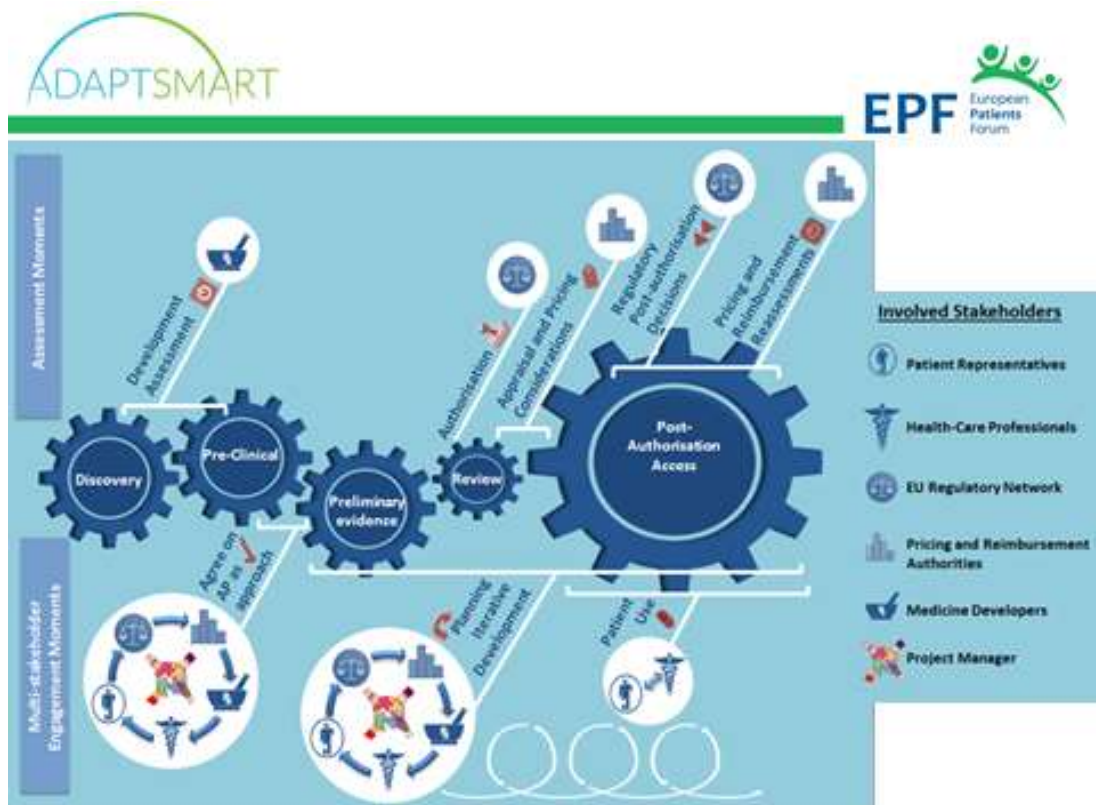 ADAPTSMART
EPF European
Patients
Forum
Assessment Moments
Development
Assessment
Authorisation
Appraisal and Pricing
Considerations
Regulatory
Post-authorisation
Decisions
Pricing and
Reimbursement
Reassessments
Discovery
Pre-Clinical
Preliminary
evidence
Review
Post-
Authorisation
Access
Multi-stakeholder
Engagement Moments
Agree on
AP as
approach
Planning
Iterative
Development
Patient
Use
Involved Stakeholders
Patient Representatives
Health-Care Professionals
EU Regulatory Network
Pricing and Reimbursement
Authorities
Medicine Developers
Project Manager